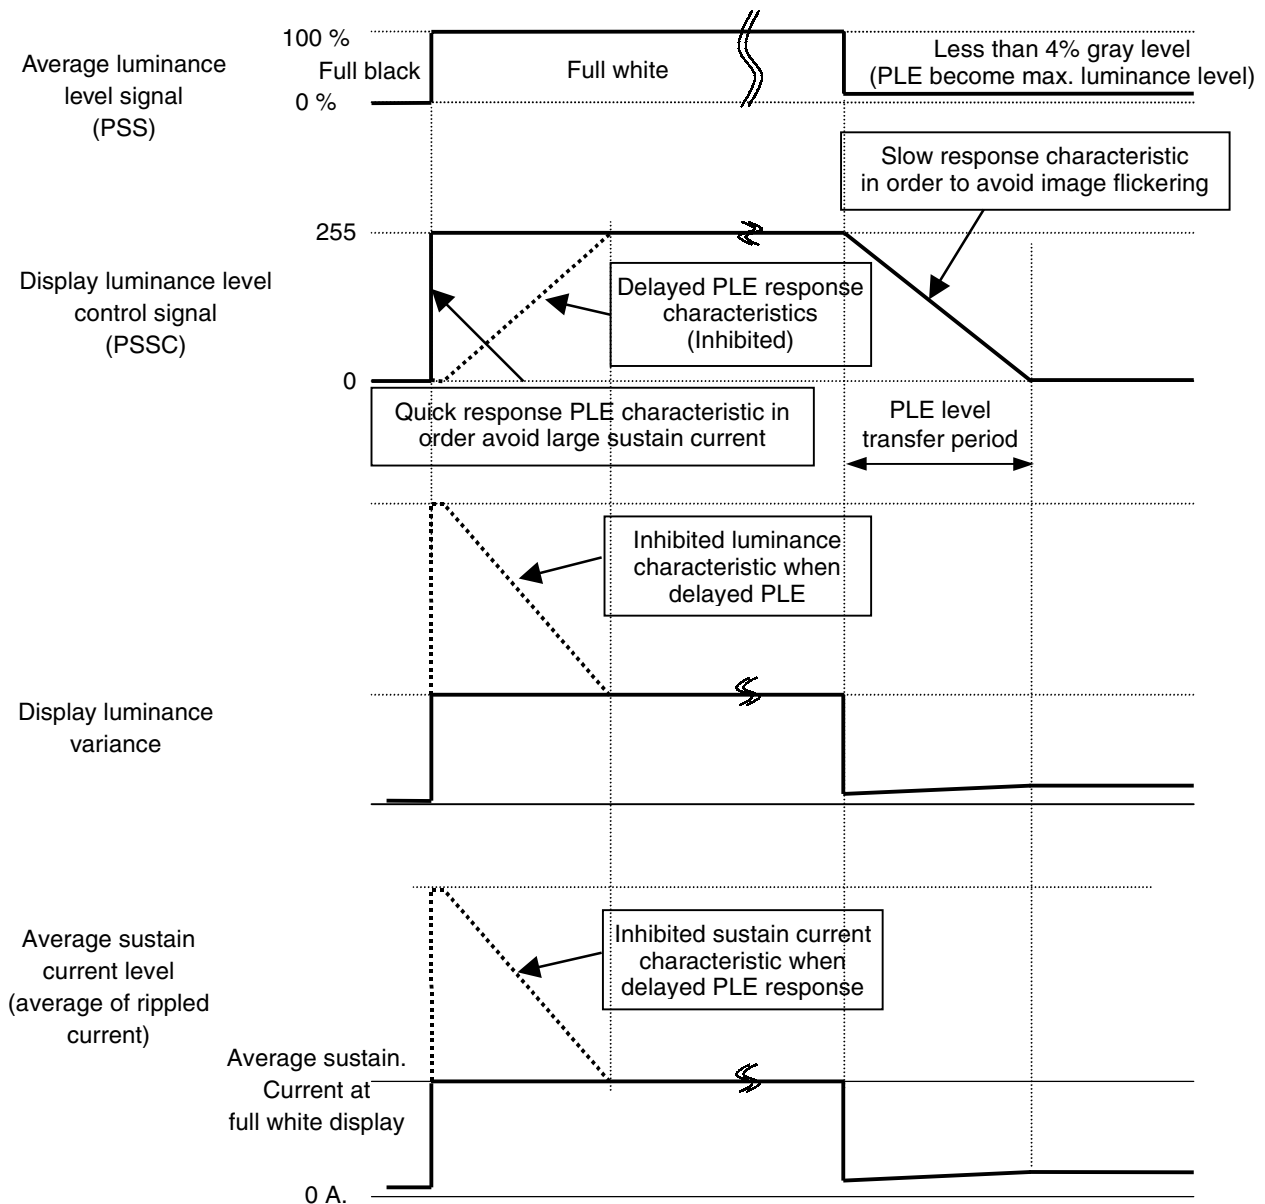 Average luminance
level signal
(PSS)
100 %
Full black
0 %
Full white
Less than 4% gray level
(PLE become max. luminance level)
Slow response characteristic
in order to avoid image flickering
Display luminance level
control signal
(PSSC)
255
0
Delayed PLE response
characteristics
(Inhibited)
Quick response PLE characteristic in
order avoid large sustain current
PLE level
transfer period
Inhibited luminance
characteristic when
delayed PLE
Display luminance
variance
Average sustain
current level
(average of rippled
current)
Inhibited sustain current
characteristic when
delayed PLE response
Average sustain.
Current at
full white display
0 A.